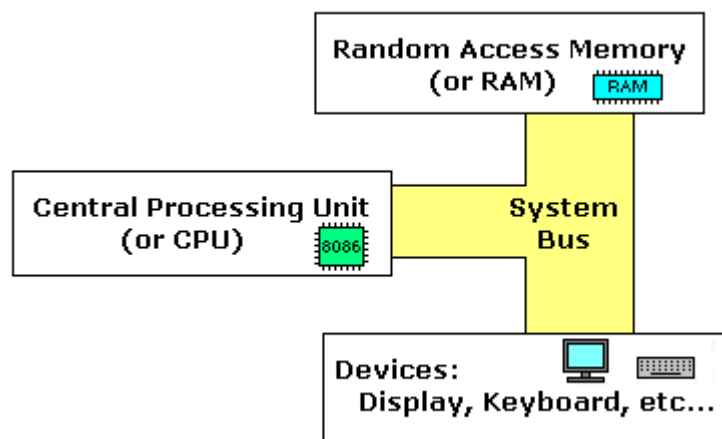 Random Access Memory
(or RAM)
RAM
Central Processing Unit
(or CPU)
8086
System
Bus
Devices:
Display, Keyboard, etc...